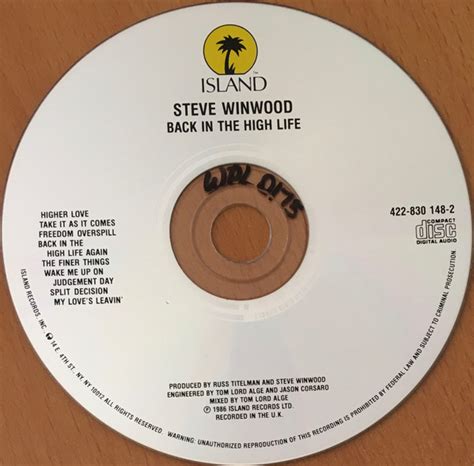 ISLAND
STEVE WINWOOD
BACK IN THE HIGH LIFE
422-830 148-2
COMPACT
disc
DIGITAL AUDIO
HIGHER LOVE
TAKE IT AS IT COMES
FREEDOM OVERSPILL
BACK IN THE
HIGH LIFE AGAIN
THE FINER THINGS
WAKE ME UP ON
JUDGEMENT DAY
SPLIT DECISION
MY LOVE'S LEAVIN'
PRODUCED BY RUSS TITELMAN AND STEVE WINWOOD
ENGINEERED BY TOM LORD ALGE AND JASON CORSARO
MIXED BY TOM LORD ALGE
℗ 1986 ISLAND RECORDS LTD.
RECORDED IN THE U.K.
ISLAND RECORDS, INC. 14 E. 4TH ST., NY, NY 10012 ALL RIGHTS RESERVED. WARNING: UNAUTHORIZED REPRODUCTION OF THIS RECORDING IS PROHIBITED BY FEDERAL LAW AND SUBJECT TO CRIMINAL PROSECUTION.